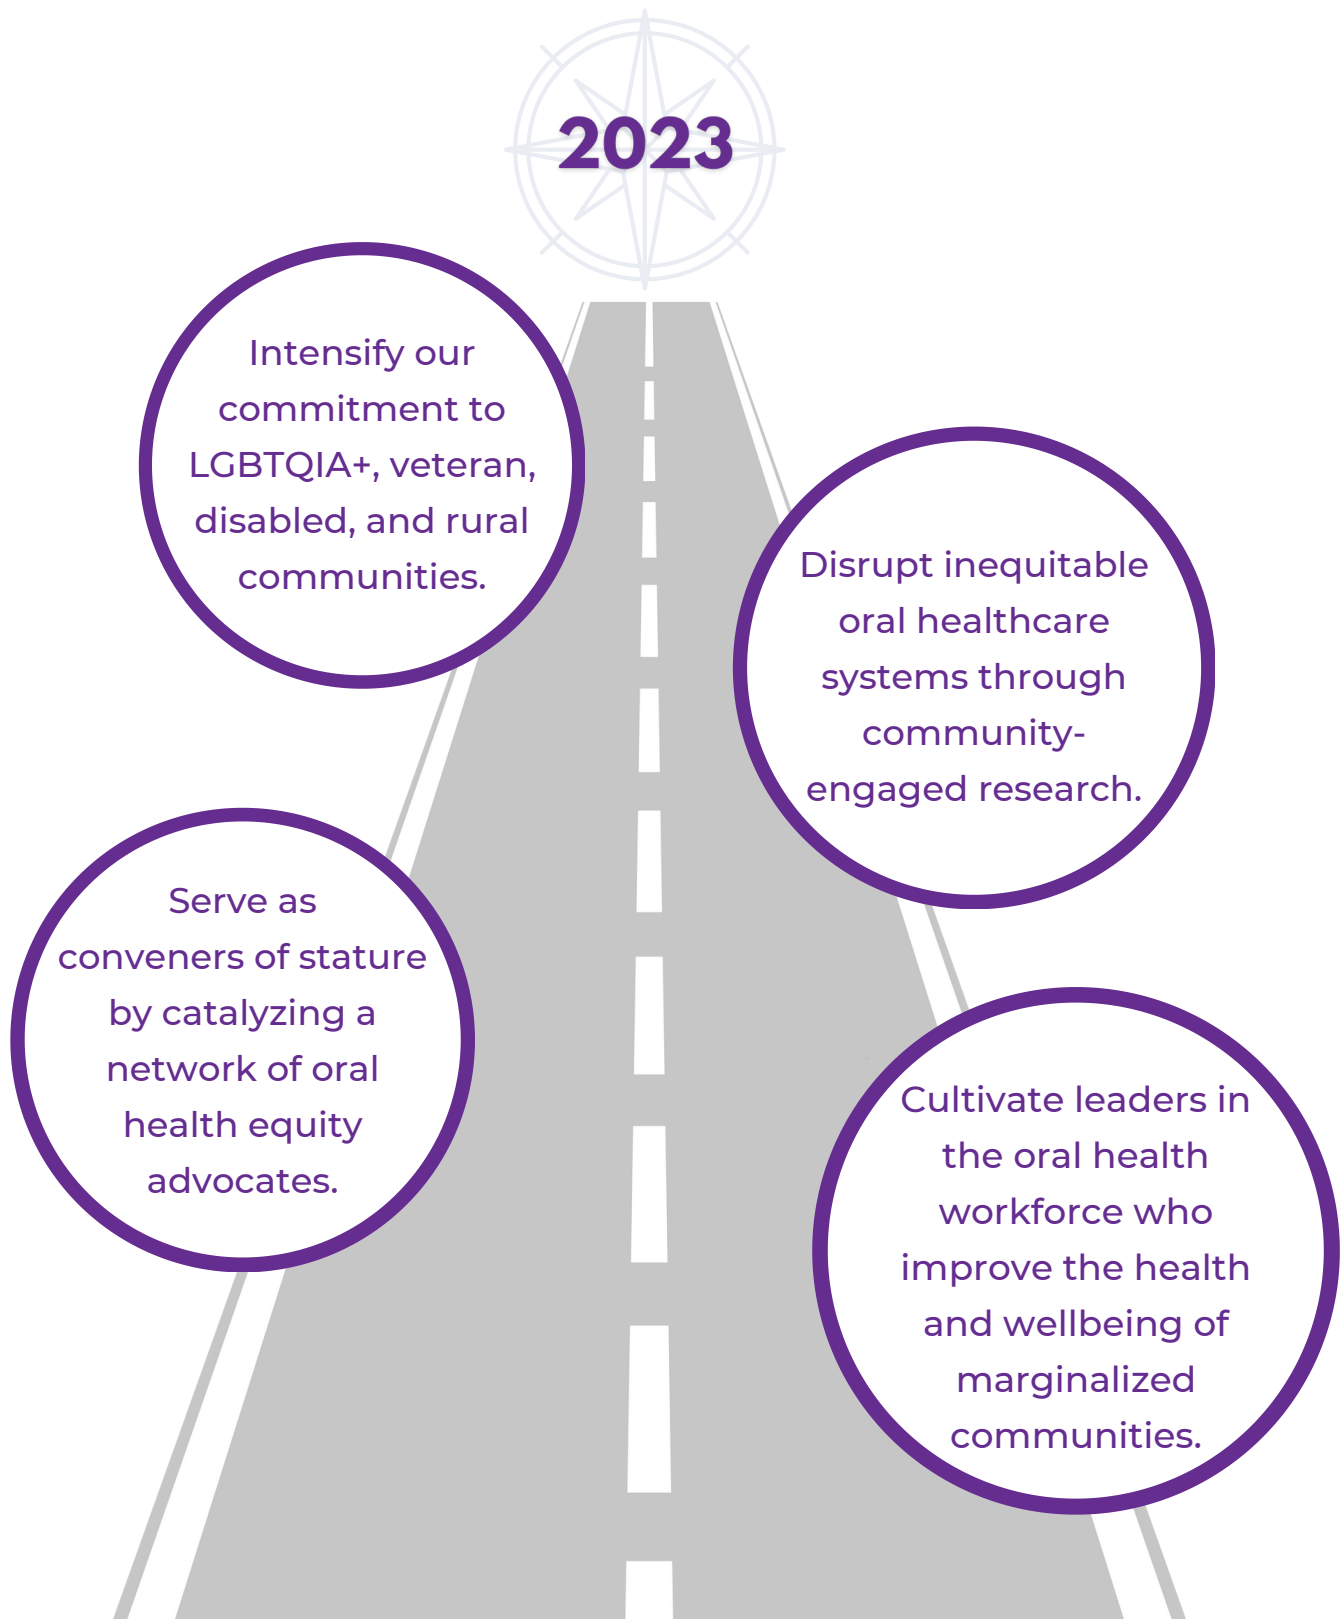 2023
Intensify our
commitment to
LGBTQIA+, veteran,
disabled, and rural
communities.
Disrupt inequitable
oral healthcare
systems through
community-
engaged research.
Serve as
conveners of stature
by catalyzing a
network of oral
health equity
advocates.
Cultivate leaders in
the oral health
workforce who
improve the health
and wellbeing of
marginalized
communities.